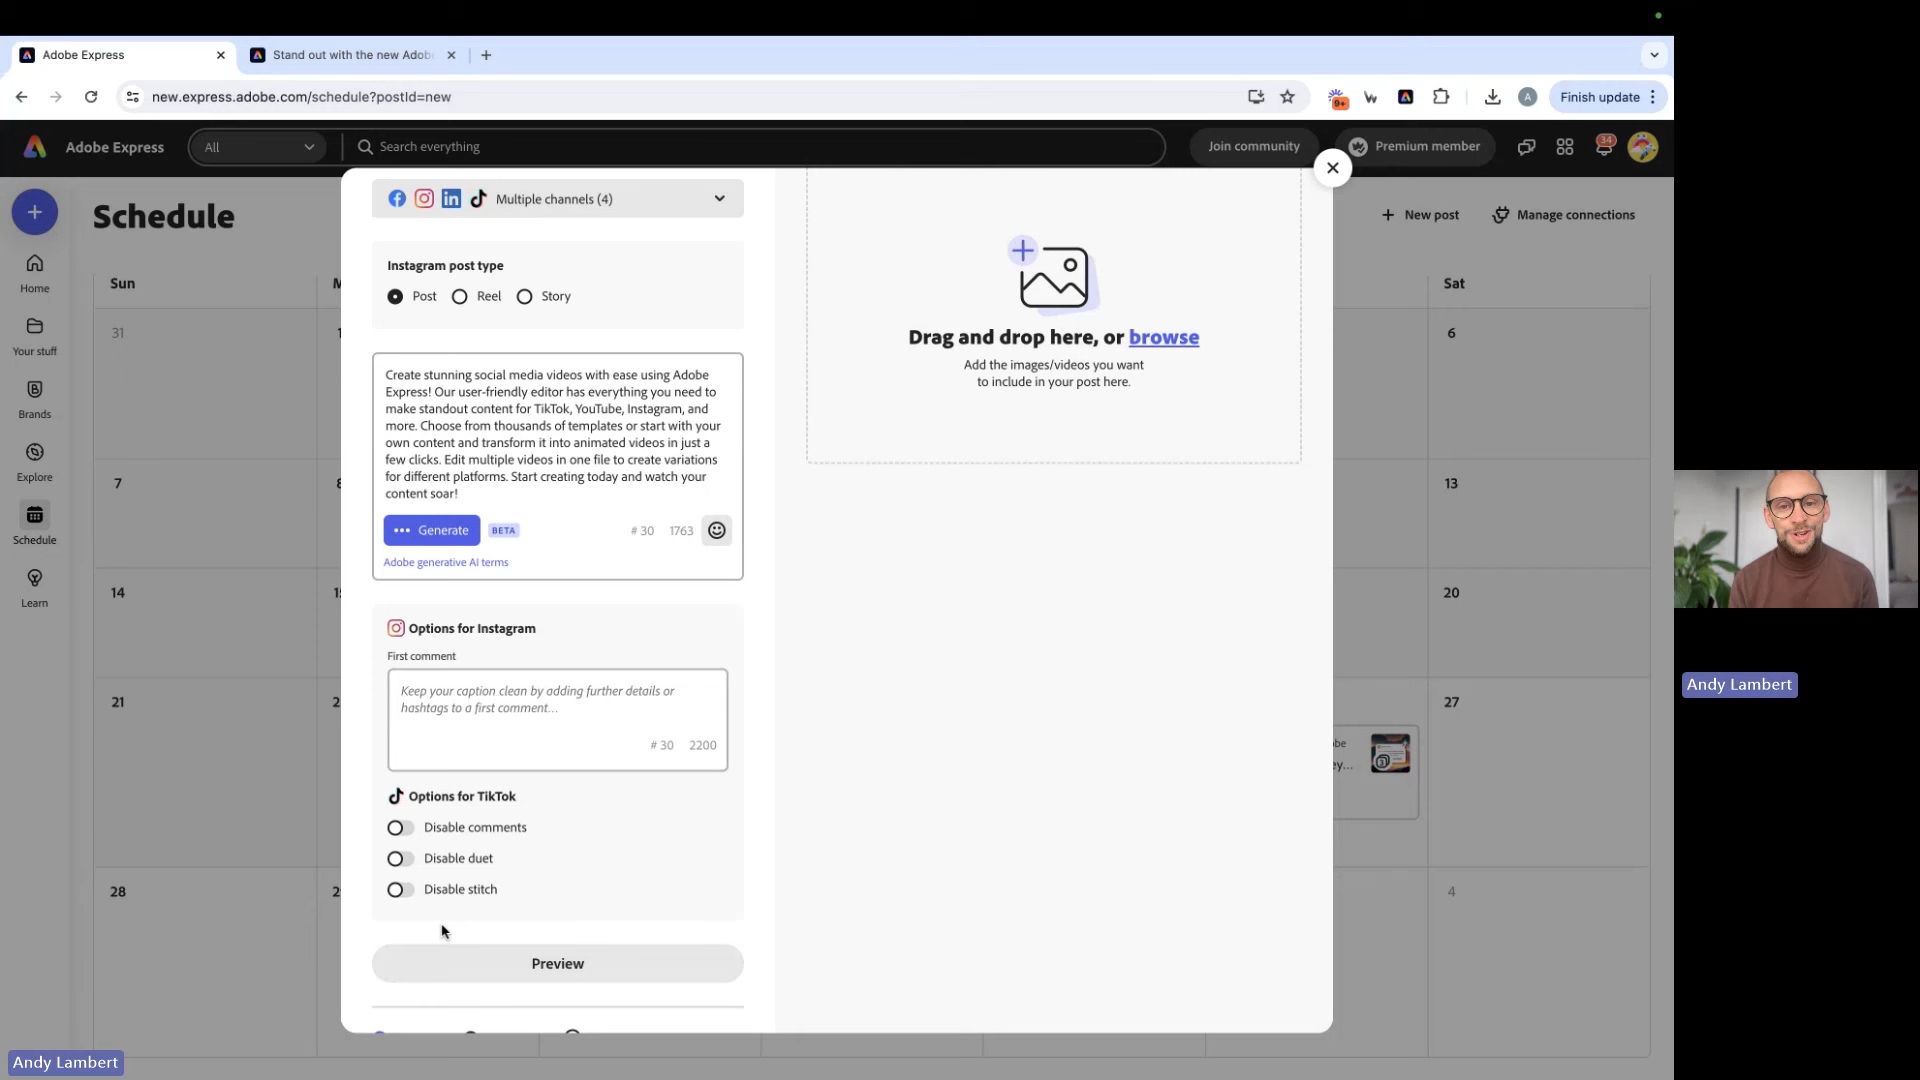 Adobe Express
Stand out with the new Adob
new.express.adobe.com/schedule?postId=new
9+
A
Finish update
Adobe Express
All
Search everything
Join community
Premium member
34
Schedule
New post
Manage connections
Home
Your stuff
Brands
Explore
Schedule
Learn
Sun
M
Sat
31
1
6
7
8
13
14
15
20
21
2
27
28
2
4
be
ey...
Multiple channels (4)
Instagram post type
Post
Reel
Story
Create stunning social media videos with ease using Adobe
Express! Our user-friendly editor has everything you need to
make standout content for TikTok, YouTube, Instagram, and
more. Choose from thousands of templates or start with your
own content and transform it into animated videos in just a
few clicks. Edit multiple videos in one file to create variations
for different platforms. Start creating today and watch your
content soar!
Generate
BETA
# 30 1763
Adobe generative AI terms
Options for Instagram
First comment
Keep your caption clean by adding further details or
hashtags to a first comment...
# 30 2200
Options for TikTok
Disable comments
Disable duet
Disable stitch
Preview
Drag and drop here, or browse
Add the images/videos you want
to include in your post here.
Andy Lambert
Andy Lambert